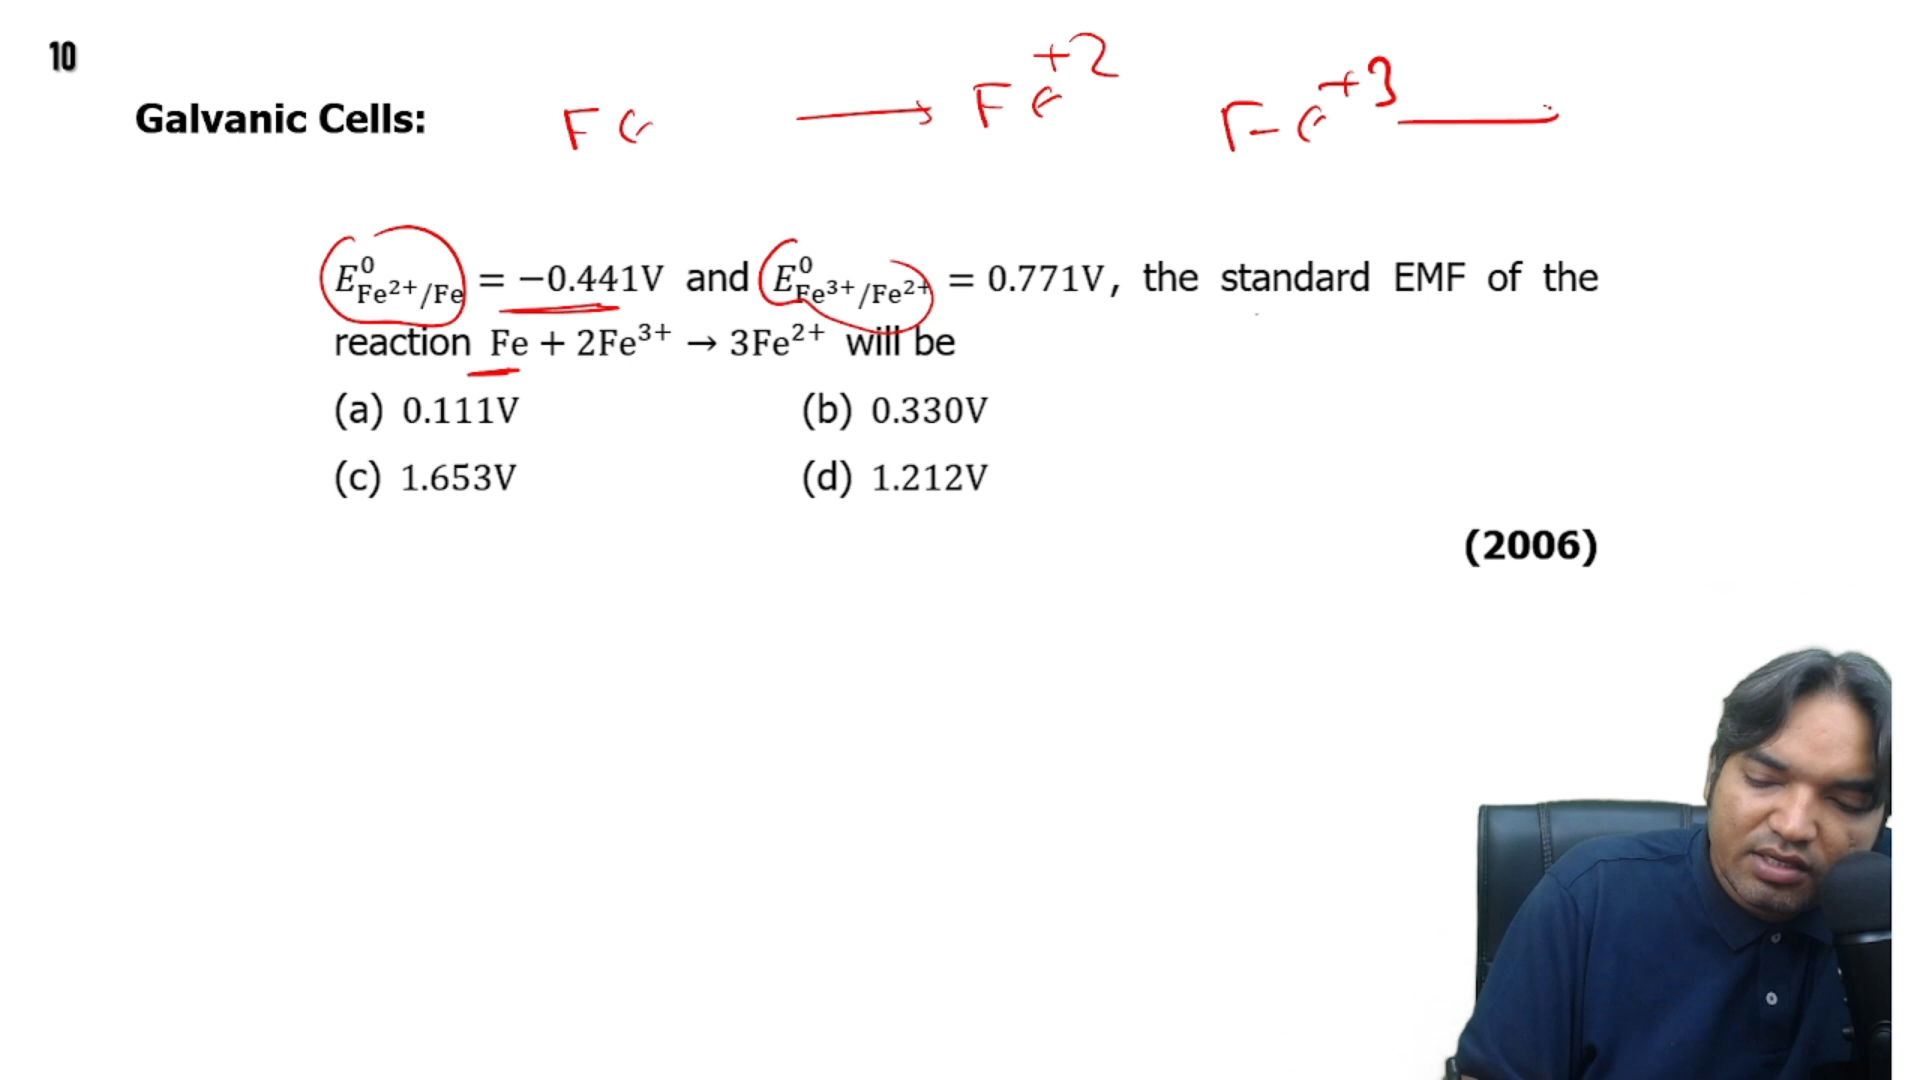 10
Fe → Fe+2 Fe+3 —
Galvanic Cells:
E⁰Fe²⁺/Fe = −0.441V and E⁰Fe³⁺/Fe²⁺ = 0.771V, the standard EMF of the
reaction Fe + 2Fe³⁺ → 3Fe²⁺ will be
(a) 0.111V (b) 0.330V
(c) 1.653V (d) 1.212V
(2006)